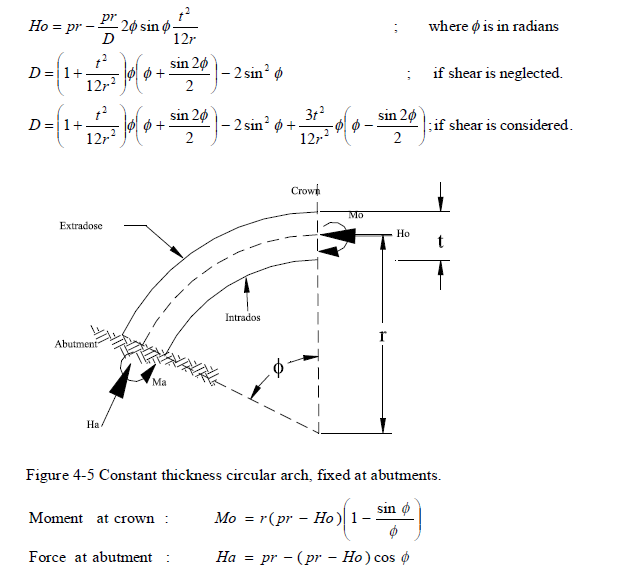 Ho = pr − pr/D 2ϕ sin ϕ t²/12r ; where ϕ is in radians
D = (1 + t²/12r²)ϕ(ϕ + sin 2ϕ/2) − 2 sin² ϕ ; if shear is neglected.
D = (1 + t²/12r²)ϕ(ϕ + sin 2ϕ/2) − 2 sin² ϕ + 3t²/12r² ϕ(ϕ − sin 2ϕ/2) ; if shear is considered.
Crown
Mo
Extradose
Ho
t
Intrados
r
Abutment
ϕ
Ma
Ha
Figure 4-5 Constant thickness circular arch, fixed at abutments.
Moment at crown : Mo = r(pr − Ho)(1 − sin ϕ/ϕ)
Force at abutment : Ha = pr − (pr − Ho) cos ϕ